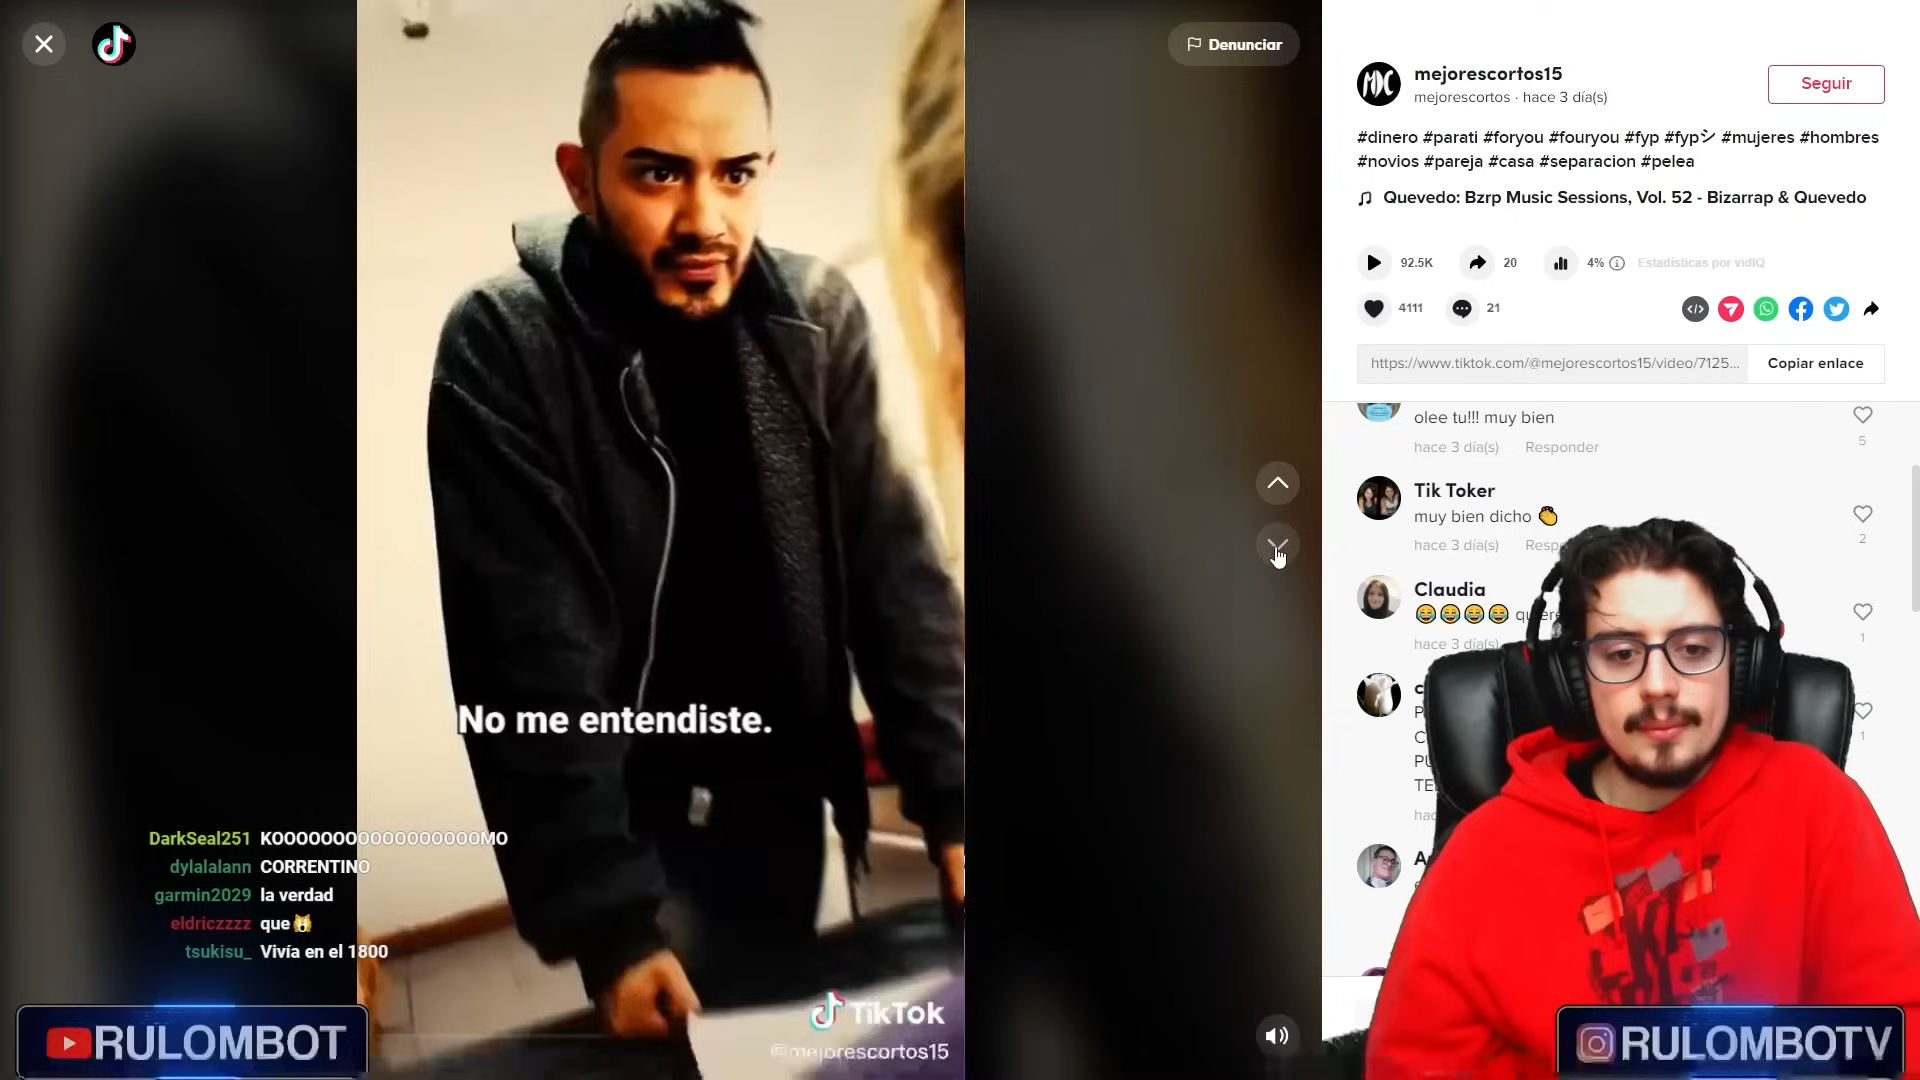 Denunciar
No me entendiste.
DarkSeal251 KOOOOOOOOOOOOOOOOOMO
dylalalann CORRENTINO
garmin2029 la verdad
eldriczzzz que
tsukisu_ Vivía en el 1800
RULOMBOT
TikTok
@mejorescortos15
mejorescortos15
mejorescortos · hace 3 día(s)
Seguir
#dinero #parati #foryou #fouryou #fyp #fypシ #mujeres #hombres
#novios #pareja #casa #separacion #pelea
Quevedo: Bzrp Music Sessions, Vol. 52 - Bizarrap & Quevedo
92.5K 20 4% Estadísticas por vidIQ
4111 21
https://www.tiktok.com/@mejorescortos15/video/7125... Copiar enlace
olee tu!!! muy bien
5
hace 3 día(s) Responder
Tik Toker
muy bien dicho
2
hace 3 día(s)
Claudia
1
hace 3 día(s)
1
RULOMBOTV